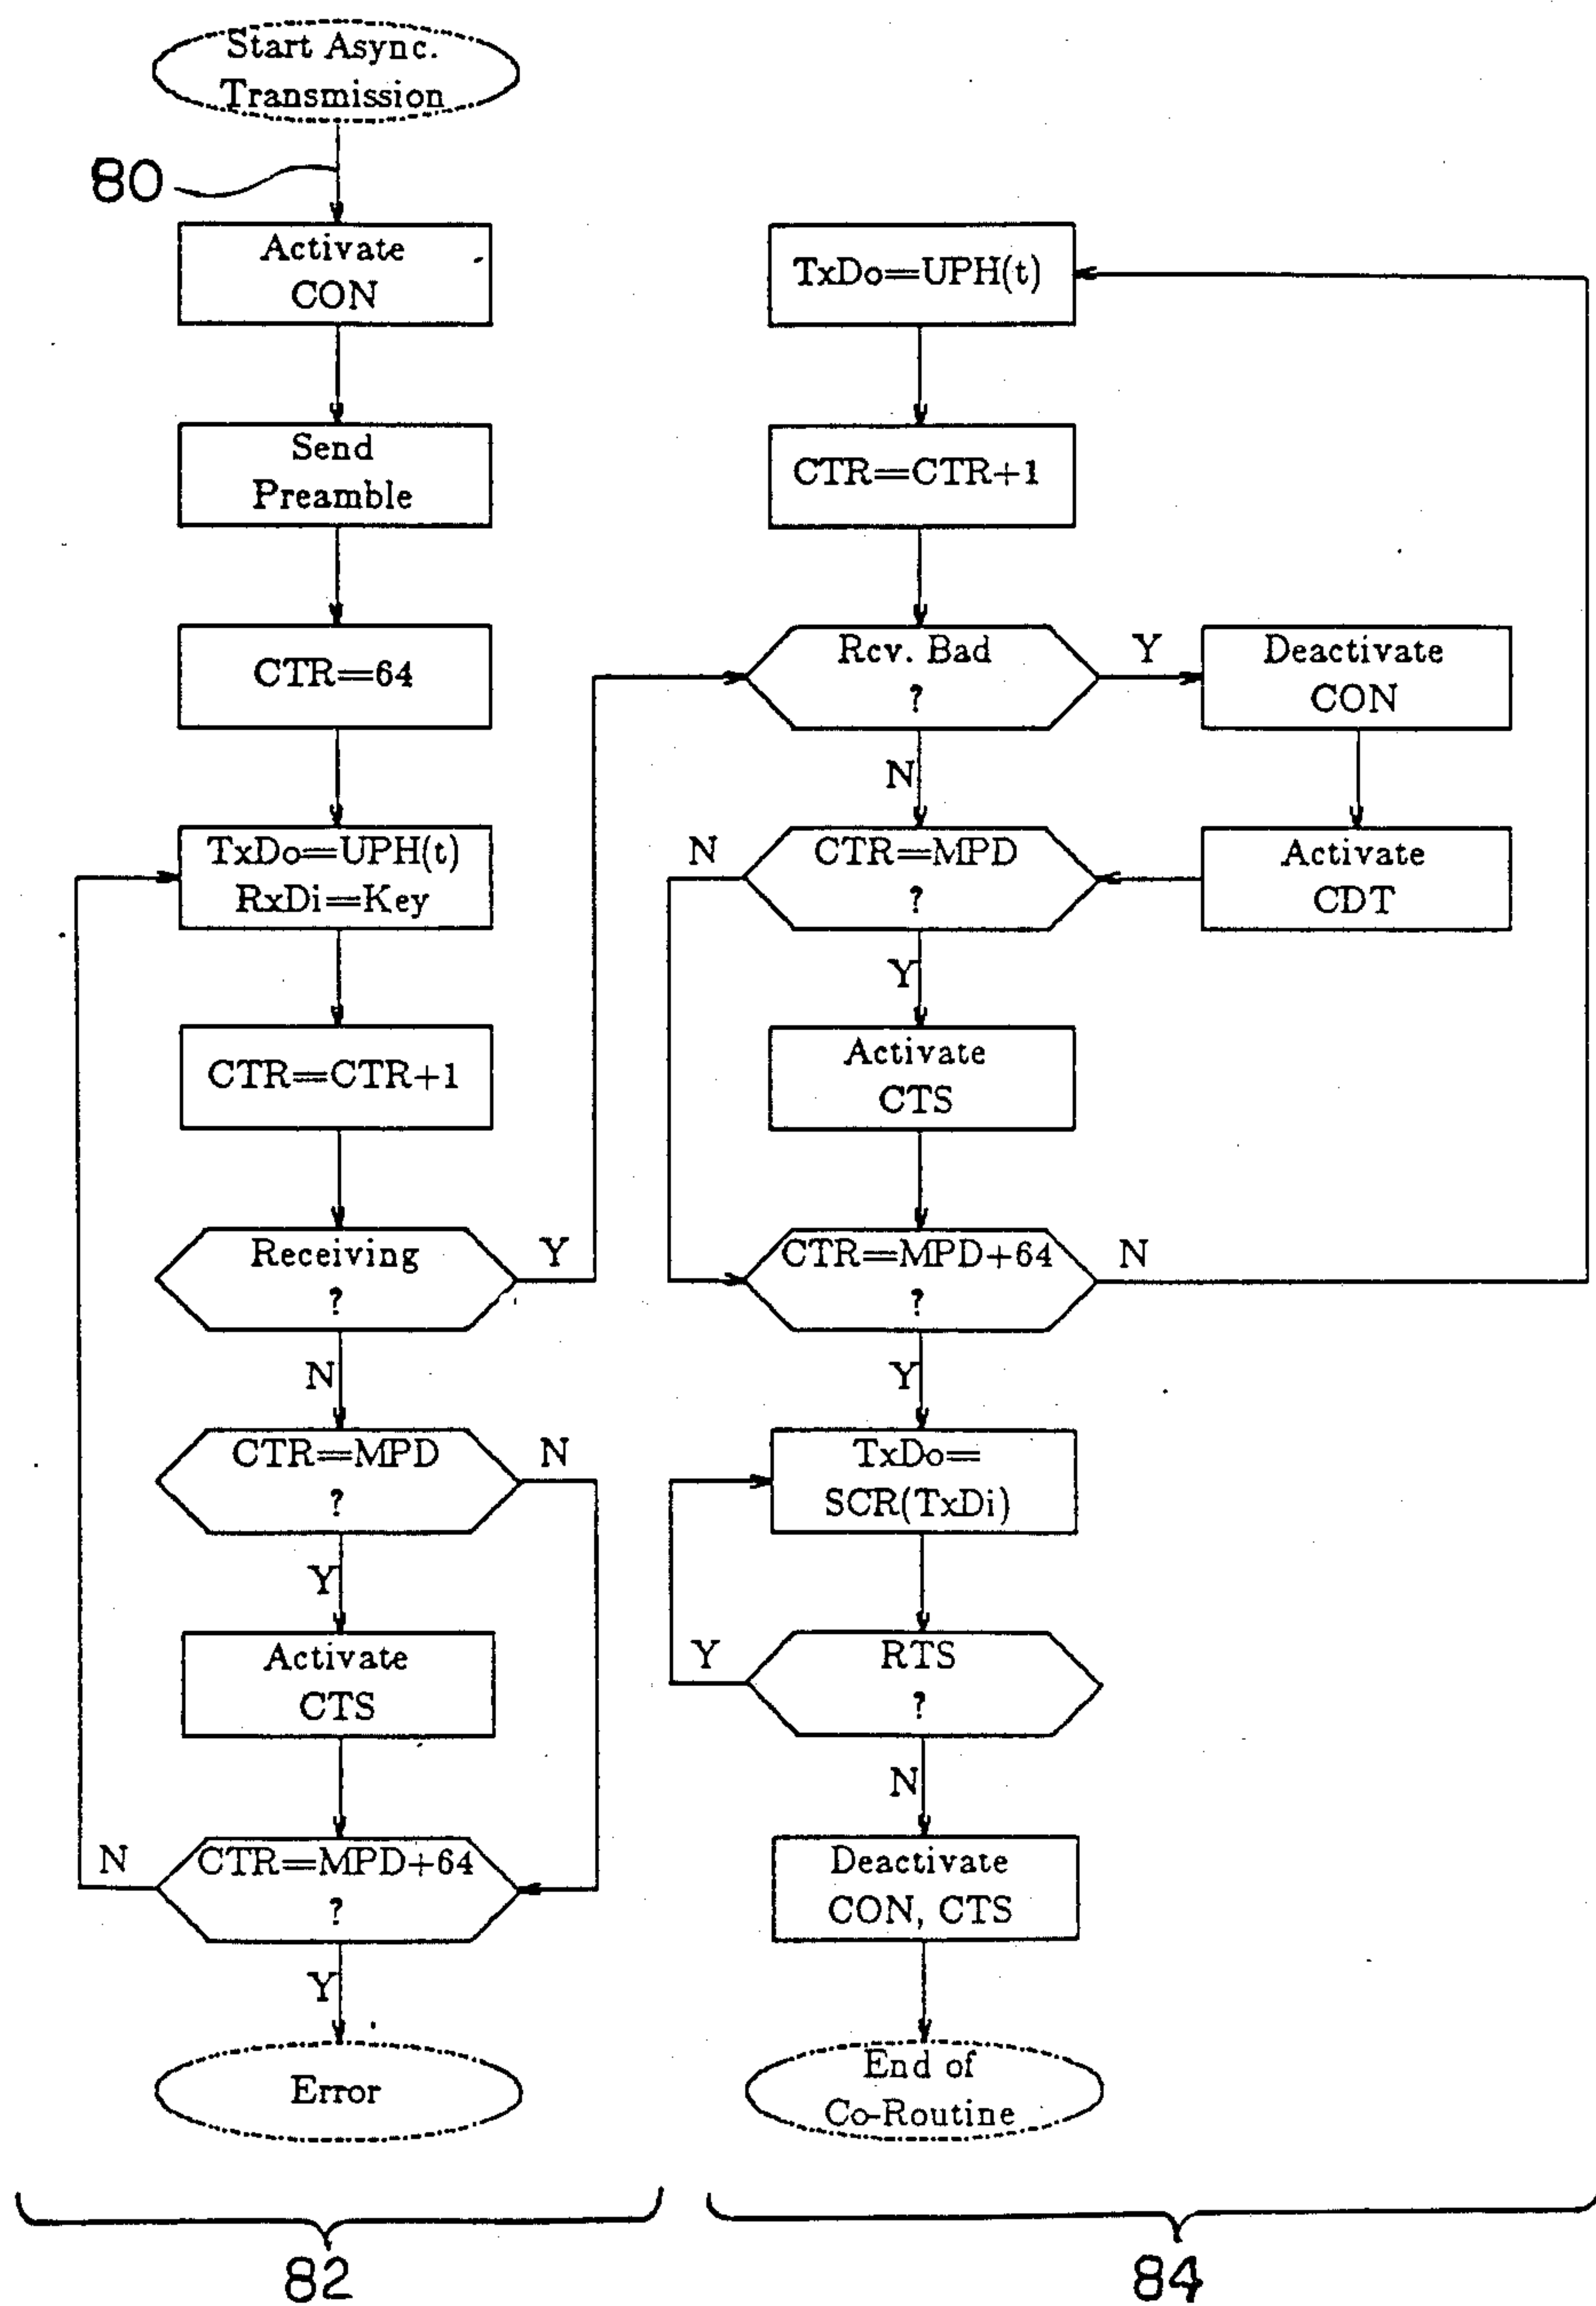 Start Async.
Transmission
80
Activate
CON
Send
Preamble
CTR=64
TxDo=UPH(t)
RxDi=Key
CTR=CTR+1
Receiving
?
Y
N
CTR=MPD
?
N
Y
Activate
CTS
CTR=MPD+64
?
N
Y
Error
82
TxDo=UPH(t)
CTR=CTR+1
Rcv. Bad
?
Y
N
Deactivate
CON
Activate
CDT
CTR=MPD
?
N
Y
Activate
CTS
CTR=MPD+64
?
N
Y
TxDo=
SCR(TxDi)
RTS
?
Y
N
Deactivate
CON, CTS
End of
Co-Routine
84